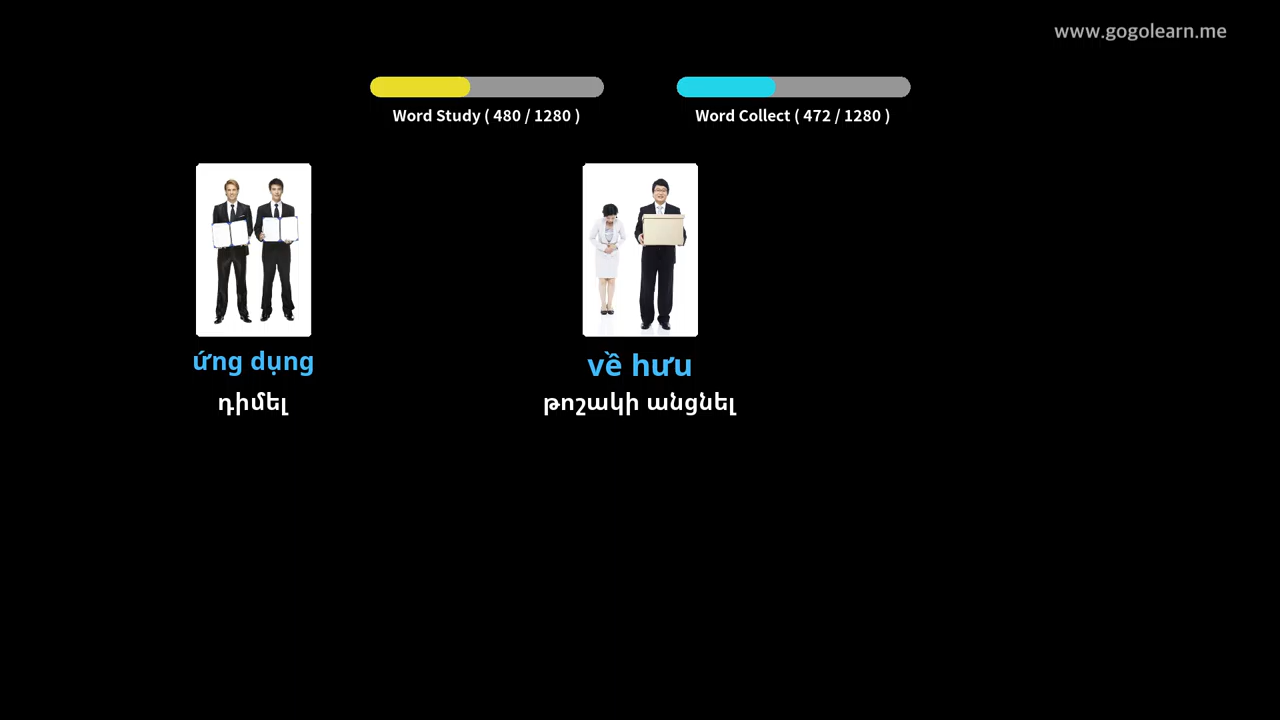 www.gogolearn.me
Word Study ( 480 / 1280 )
Word Collect ( 472 / 1280 )
ứng dụng
դիմել
về hưu
թոշակի անցնել